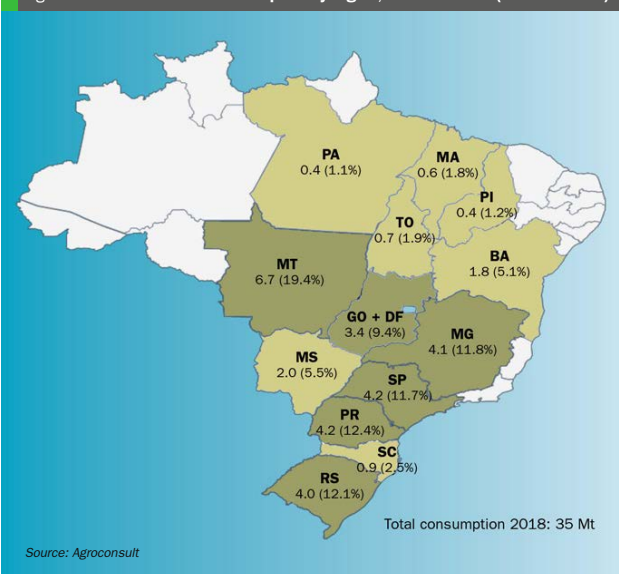 PA
0.4 (1.1%)
MA
0.6 (1.8%)
PI
0.4 (1.2%)
TO
0.7 (1.9%)
BA
1.8 (5.1%)
MT
6.7 (19.4%)
GO + DF
3.4 (9.4%)
MG
4.1 (11.8%)
MS
2.0 (5.5%)
SP
4.2 (11.7%)
PR
4.2 (12.4%)
SC
0.9 (2.5%)
RS
4.0 (12.1%)
Total consumption 2018: 35 Mt
Source: Agroconsult